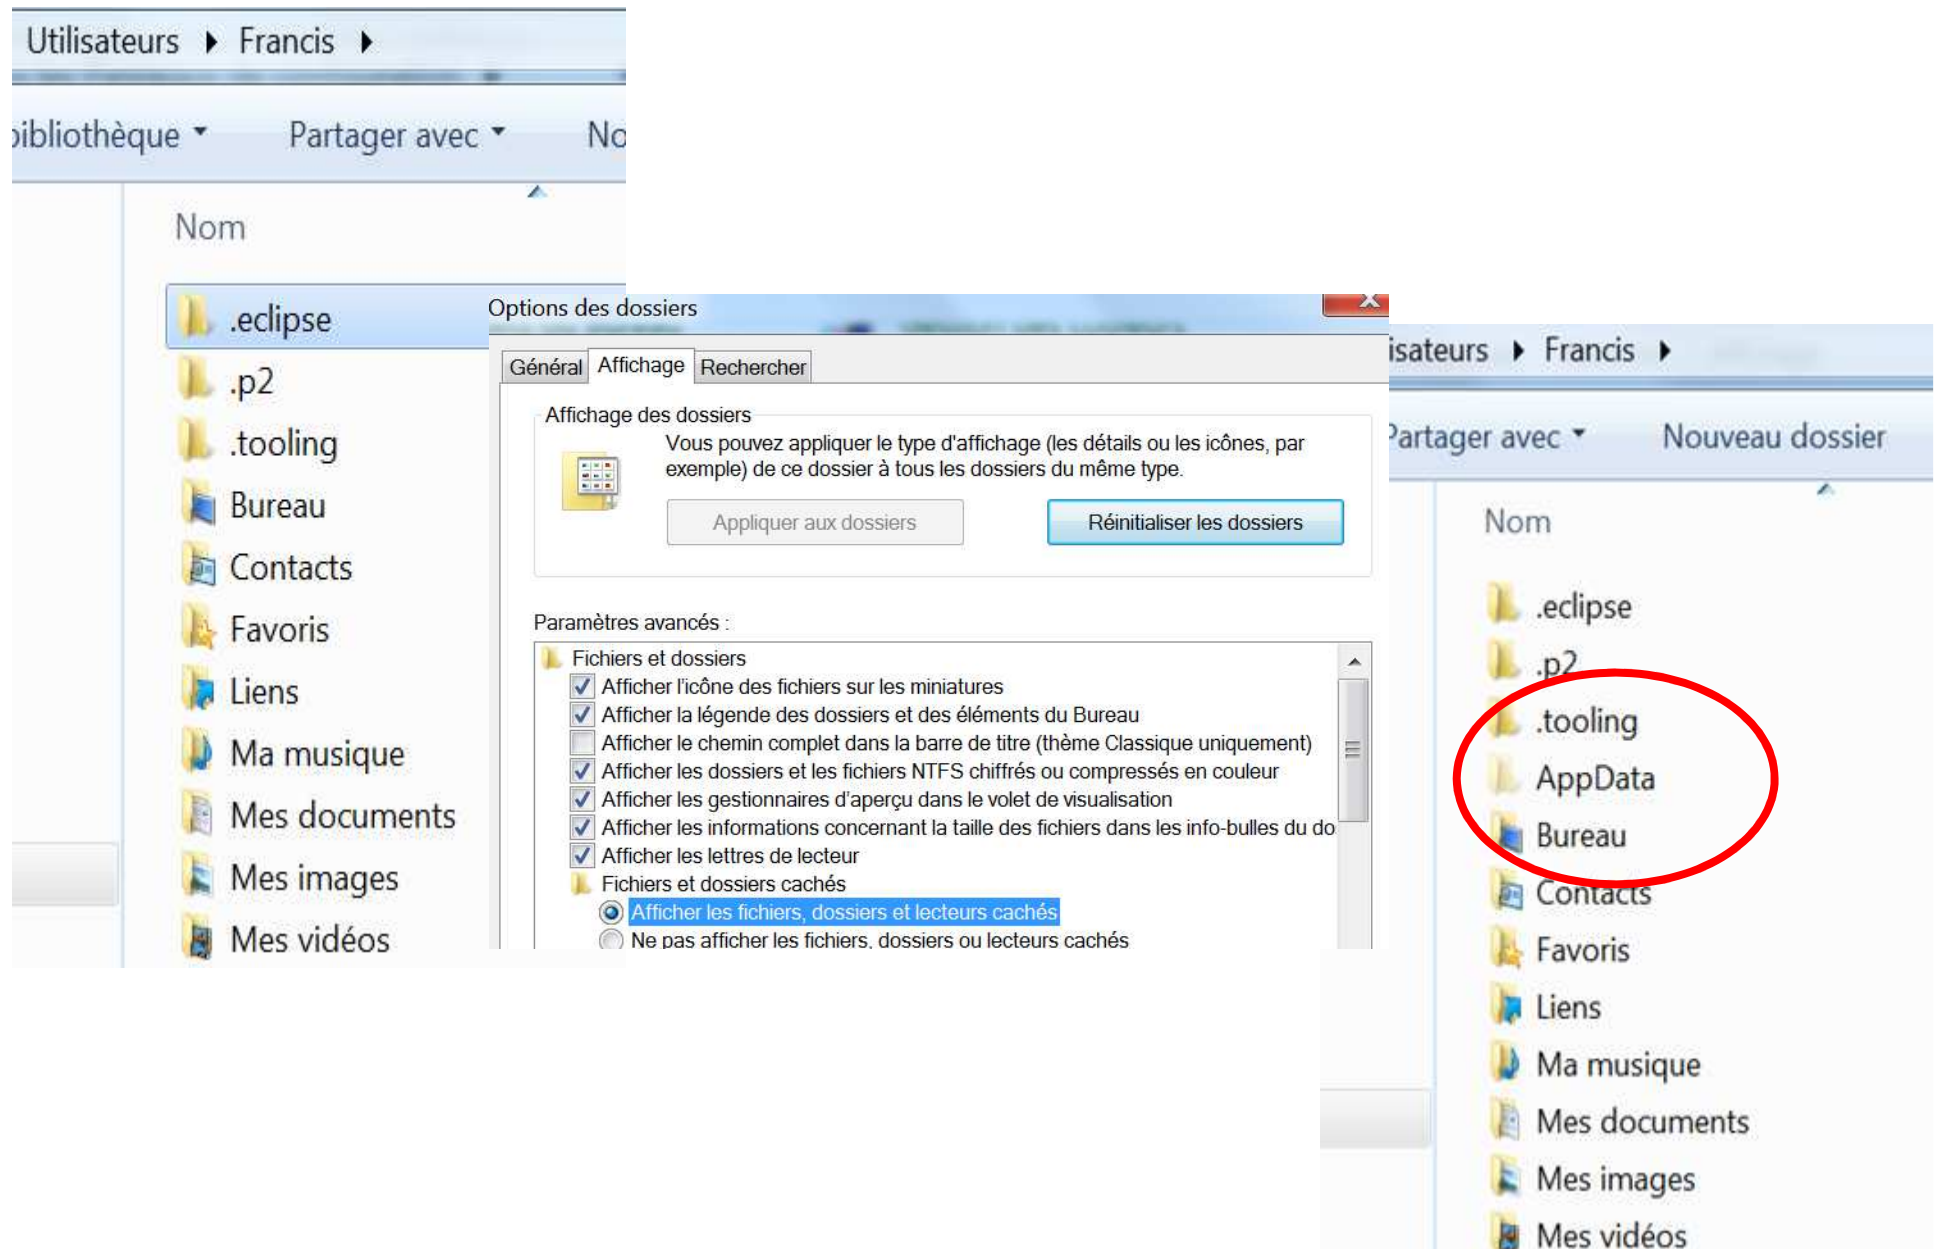 Utilisateurs ▸ Francis ▸
bibliothèque ▾ Partager avec ▾ No
Nom
.eclipse
.p2
.tooling
Bureau
Contacts
Favoris
Liens
Ma musique
Mes documents
Mes images
Mes vidéos
Options des dossiers
Général Affichage Rechercher
Affichage des dossiers
Vous pouvez appliquer le type d'affichage (les détails ou les icônes, par
exemple) de ce dossier à tous les dossiers du même type.
Appliquer aux dossiers Réinitialiser les dossiers
Paramètres avancés :
Fichiers et dossiers
Afficher l'icône des fichiers sur les miniatures
Afficher la légende des dossiers et des éléments du Bureau
Afficher le chemin complet dans la barre de titre (thème Classique uniquement)
Afficher les dossiers et les fichiers NTFS chiffrés ou compressés en couleur
Afficher les gestionnaires d'aperçu dans le volet de visualisation
Afficher les informations concernant la taille des fichiers dans les info-bulles du do
Afficher les lettres de lecteur
Fichiers et dossiers cachés
Afficher les fichiers, dossiers et lecteurs cachés
Ne pas afficher les fichiers, dossiers ou lecteurs cachés
isateurs ▸ Francis ▸
Partager avec ▾ Nouveau dossier
Nom
.eclipse
.p2
.tooling
AppData
Bureau
Contacts
Favoris
Liens
Ma musique
Mes documents
Mes images
Mes vidéos